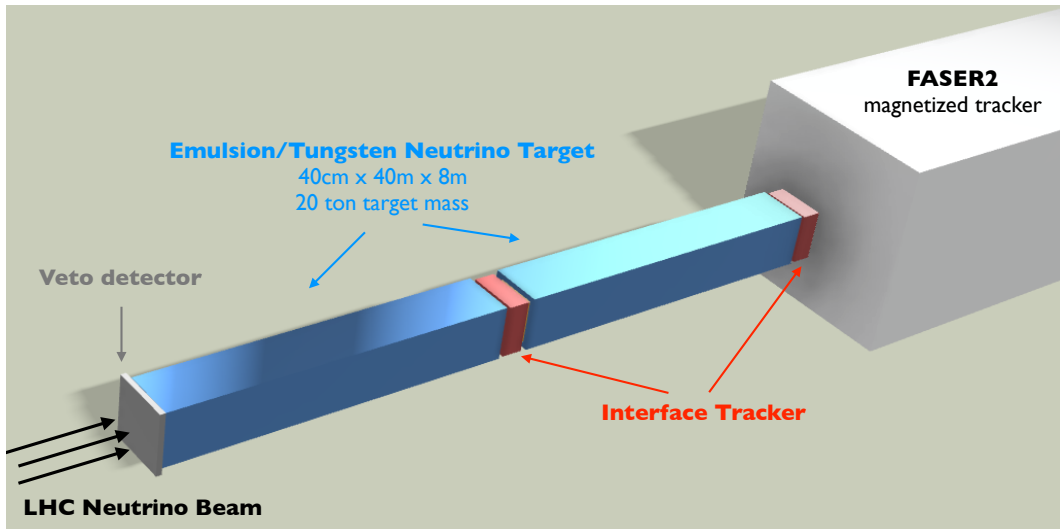 FASER2
magnetized tracker
Emulsion/Tungsten Neutrino Target
40cm x 40m x 8m
20 ton target mass
Veto detector
Interface Tracker
LHC Neutrino Beam